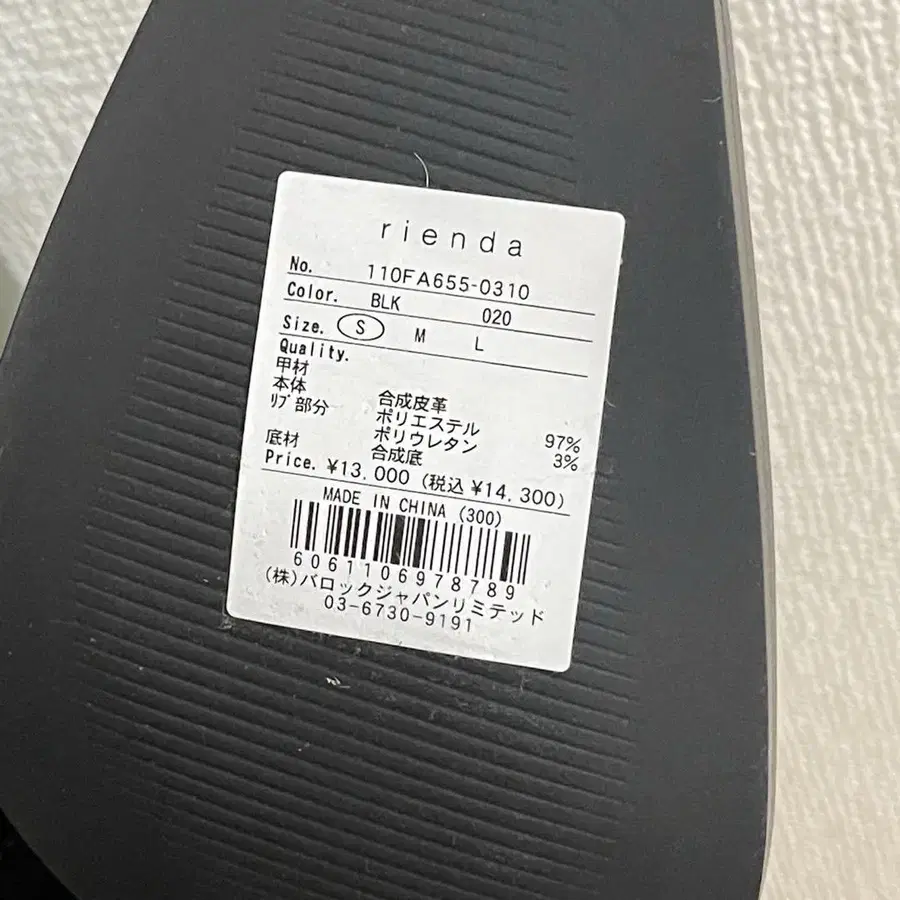 rienda
No. 110FA655-0310
Color. BLK 020
Size. S M L
Quality.
甲材
本体 合成皮革
ﾘﾌﾞ部分 ポリエステル 97%
ポリウレタン 3%
底材 合成底
Price. ¥13.000 (税込 ¥14.300)
MADE IN CHINA (300)
6061106978789
(株)バロックジャパンリミテッド
03-6730-9191